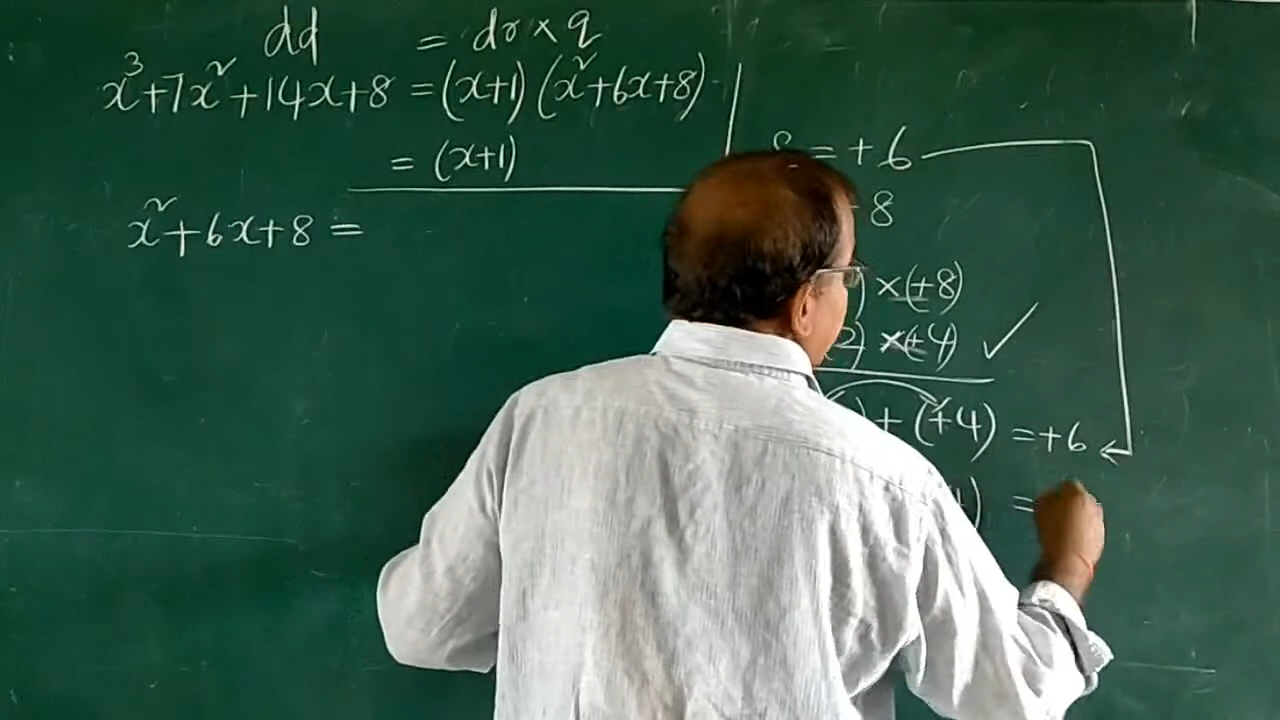 dd = dr × q
x³+7x²+14x+8 = (x+1)(x²+6x+8)
= (x+1)
x²+6x+8 =
= +6
8
) ×(+8)
2) ×(+4) ✓
) + (+4) = +6
) =